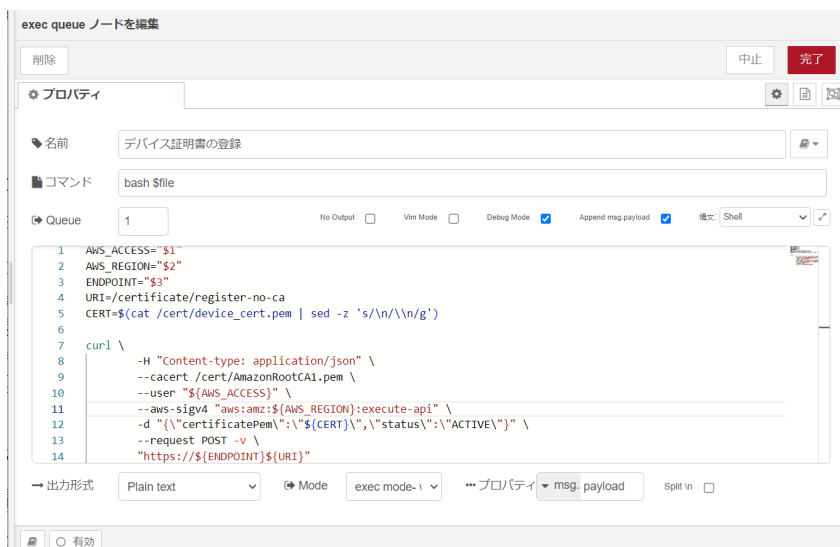 exec queue ノードを編集
削除
中止
完了
プロパティ
名前
デバイス証明書の登録
コマンド
bash $file
Queue
1
No Output
Vim Mode
Debug Mode
Append msg.payload
構文:
Shell
1 AWS_ACCESS="$1"
2 AWS_REGION="$2"
3 ENDPOINT="$3"
4 URI=/certificate/register-no-ca
5 CERT=$(cat /cert/device_cert.pem | sed -z 's/\n/\\n/g')
6
7 curl \
8 -H "Content-type: application/json" \
9 --cacert /cert/AmazonRootCA1.pem \
10 --user "${AWS_ACCESS}" \
11 --aws-sigv4 "aws:amz:${AWS_REGION}:execute-api" \
12 -d "{\"certificatePem\":\"${CERT}\",\"status\":\"ACTIVE\"}" \
13 --request POST -v \
14 "https://${ENDPOINT}${URI}"
出力形式
Plain text
Mode
exec mode-
プロパティ
msg. payload
Split \n
有効